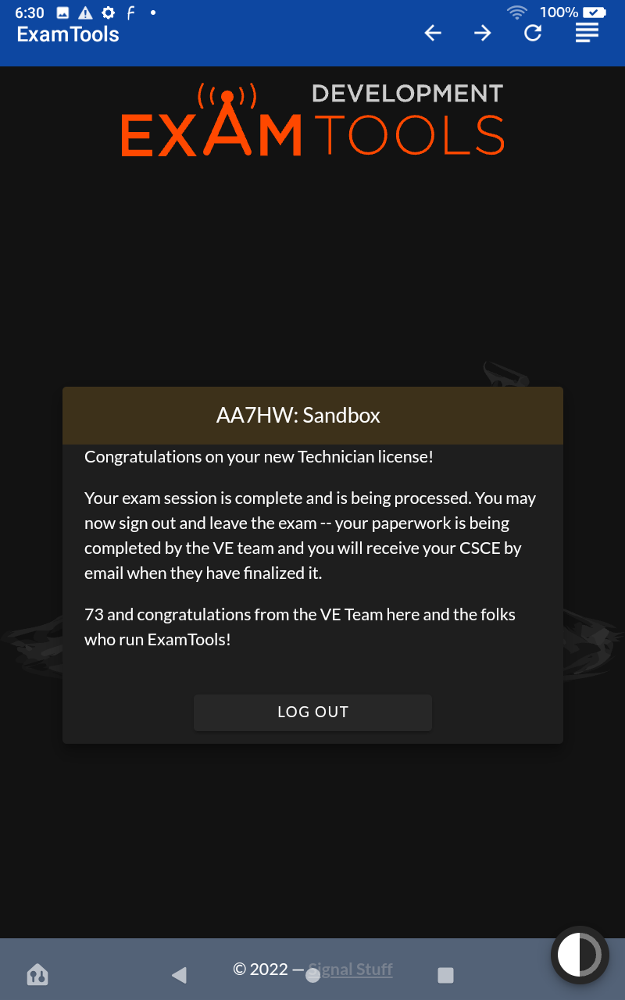 6:30 100%
ExamTools
DEVELOPMENT
EXAMTOOLS
AA7HW: Sandbox
Congratulations on your new Technician license!
Your exam session is complete and is being processed. You may
now sign out and leave the exam -- your paperwork is being
completed by the VE team and you will receive your CSCE by
email when they have finalized it.
73 and congratulations from the VE Team here and the folks
who run ExamTools!
LOG OUT
© 2022 — Signal Stuff